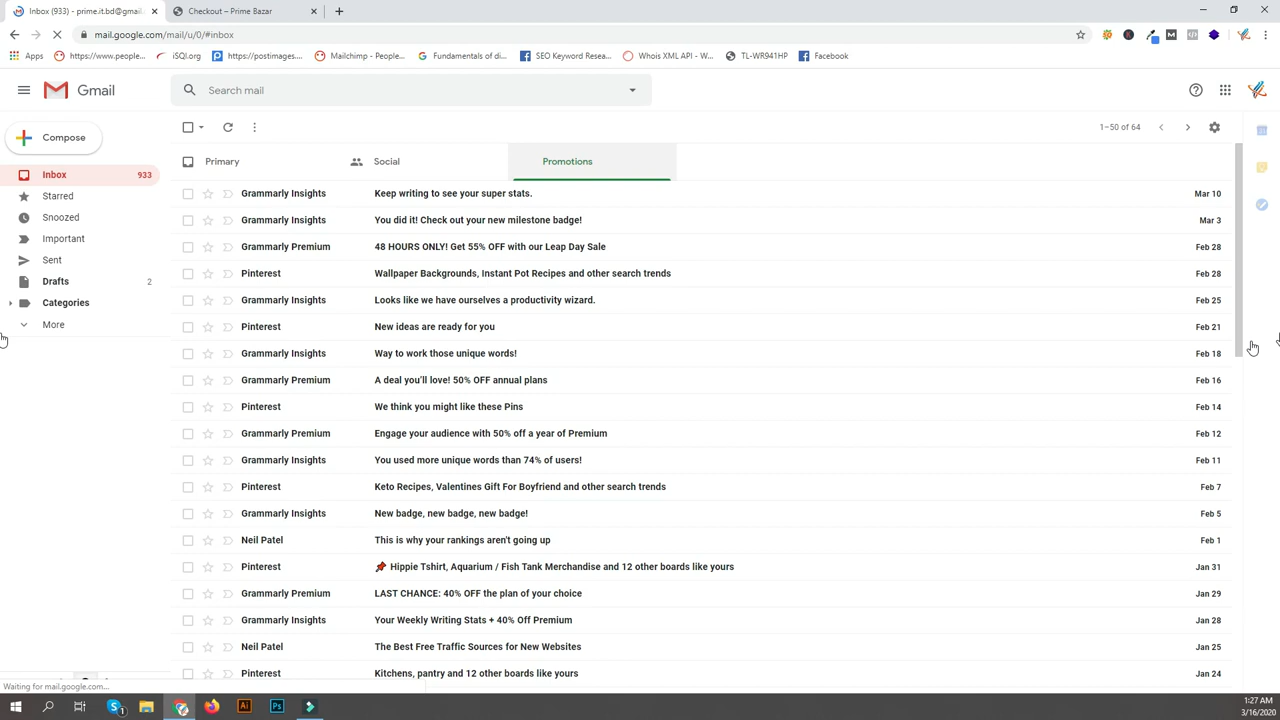 Inbox (933) - prime.it.bd@gmail.
Checkout – Prime Bazar
mail.google.com/mail/u/0/#inbox
Apps
https://www.people...
iSQl.org
https://postimages....
Mailchimp - People...
Fundamentals of di...
SEO Keyword Resea...
Whois XML API - W...
TL-WR941HP
Facebook
Gmail
Search mail
Compose
1–50 of 64
Primary
Social
Promotions
Inbox 933
Starred
Snoozed
Important
Sent
Drafts 2
Categories
More
Grammarly Insights Keep writing to see your super stats. Mar 10
Grammarly Insights You did it! Check out your new milestone badge! Mar 3
Grammarly Premium 48 HOURS ONLY! Get 55% OFF with our Leap Day Sale Feb 28
Pinterest Wallpaper Backgrounds, Instant Pot Recipes and other search trends Feb 28
Grammarly Insights Looks like we have ourselves a productivity wizard. Feb 25
Pinterest New ideas are ready for you Feb 21
Grammarly Insights Way to work those unique words! Feb 18
Grammarly Premium A deal you'll love! 50% OFF annual plans Feb 16
Pinterest We think you might like these Pins Feb 14
Grammarly Premium Engage your audience with 50% off a year of Premium Feb 12
Grammarly Insights You used more unique words than 74% of users! Feb 11
Pinterest Keto Recipes, Valentines Gift For Boyfriend and other search trends Feb 7
Grammarly Insights New badge, new badge, new badge! Feb 5
Neil Patel This is why your rankings aren't going up Feb 1
Pinterest 📌 Hippie Tshirt, Aquarium / Fish Tank Merchandise and 12 other boards like yours Jan 31
Grammarly Premium LAST CHANCE: 40% OFF the plan of your choice Jan 29
Grammarly Insights Your Weekly Writing Stats + 40% Off Premium Jan 28
Neil Patel The Best Free Traffic Sources for New Websites Jan 25
Pinterest Kitchens, pantry and 12 other boards like yours Jan 24
Waiting for mail.google.com...
1:27 AM
3/16/2020